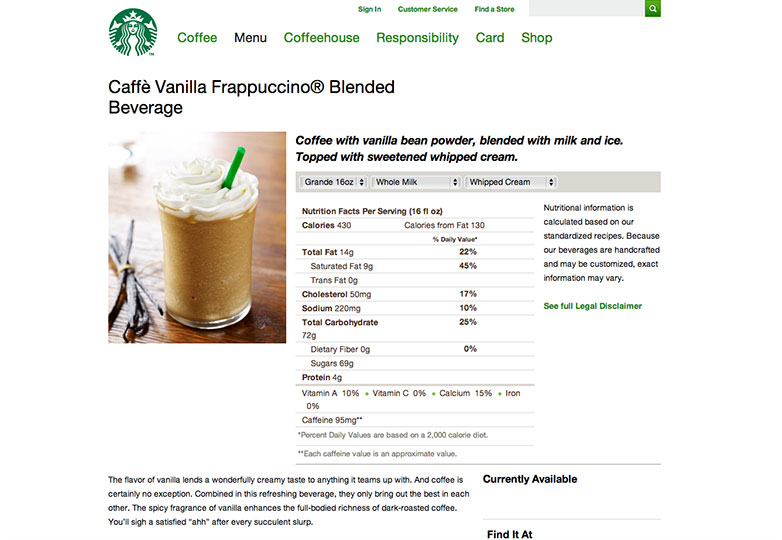 Sign In Customer Service Find a Store
Coffee Menu Coffeehouse Responsibility Card Shop
Caffè Vanilla Frappuccino® Blended
Beverage
Coffee with vanilla bean powder, blended with milk and ice.
Topped with sweetened whipped cream.
Grande 16oz Whole Milk Whipped Cream
Nutrition Facts Per Serving (16 fl oz)
Calories 430 Calories from Fat 130
% Daily Value*
Total Fat 14g 22%
Saturated Fat 9g 45%
Trans Fat 0g
Cholesterol 50mg 17%
Sodium 220mg 10%
Total Carbohydrate 25%
72g
Dietary Fiber 0g 0%
Sugars 69g
Protein 4g
Vitamin A 10% • Vitamin C 0% • Calcium 15% • Iron
0%
Caffeine 95mg**
*Percent Daily Values are based on a 2,000 calorie diet.
**Each caffeine value is an approximate value.
Nutritional information is
calculated based on our
standardized recipes. Because
our beverages are handcrafted
and may be customized, exact
information may vary.
See full Legal Disclaimer
The flavor of vanilla lends a wonderfully creamy taste to anything it teams up with. And coffee is
certainly no exception. Combined in this refreshing beverage, they only bring out the best in each
other. The spicy fragrance of vanilla enhances the full-bodied richness of dark-roasted coffee.
You'll sigh a satisfied “ahh” after every succulent slurp.
Currently Available
Find It At